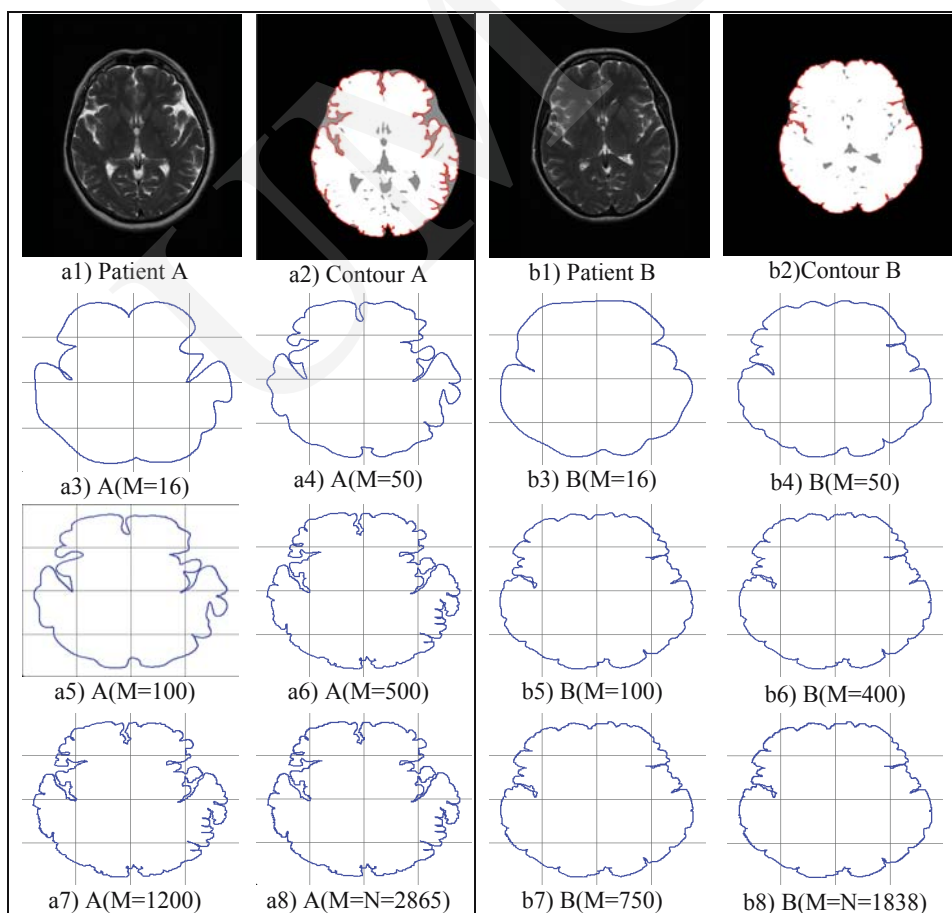 a1) Patient A
a2) Contour A
b1) Patient B
b2)Contour B
a3) A(M=16)
a4) A(M=50)
b3) B(M=16)
b4) B(M=50)
a5) A(M=100)
a6) A(M=500)
b5) B(M=100)
b6) B(M=400)
a7) A(M=1200)
a8) A(M=N=2865)
b7) B(M=750)
b8) B(M=N=1838)